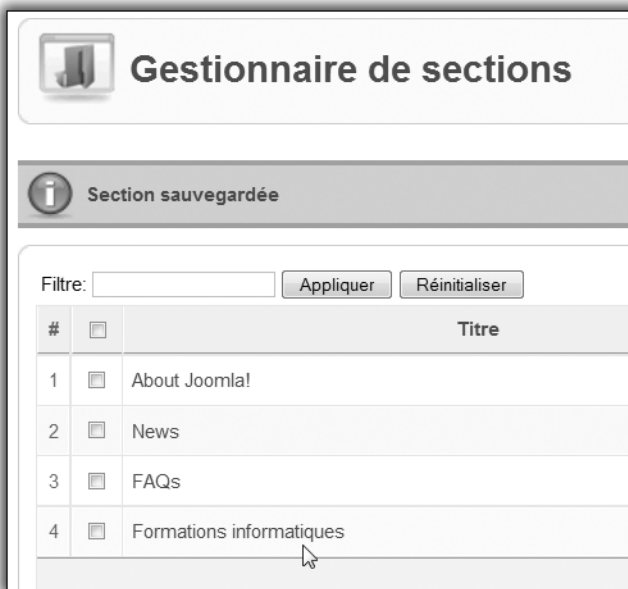 Gestionnaire de sections
Section sauvegardée
Filtre: Appliquer Réinitialiser
# Titre
1 About Joomla!
2 News
3 FAQs
4 Formations informatiques